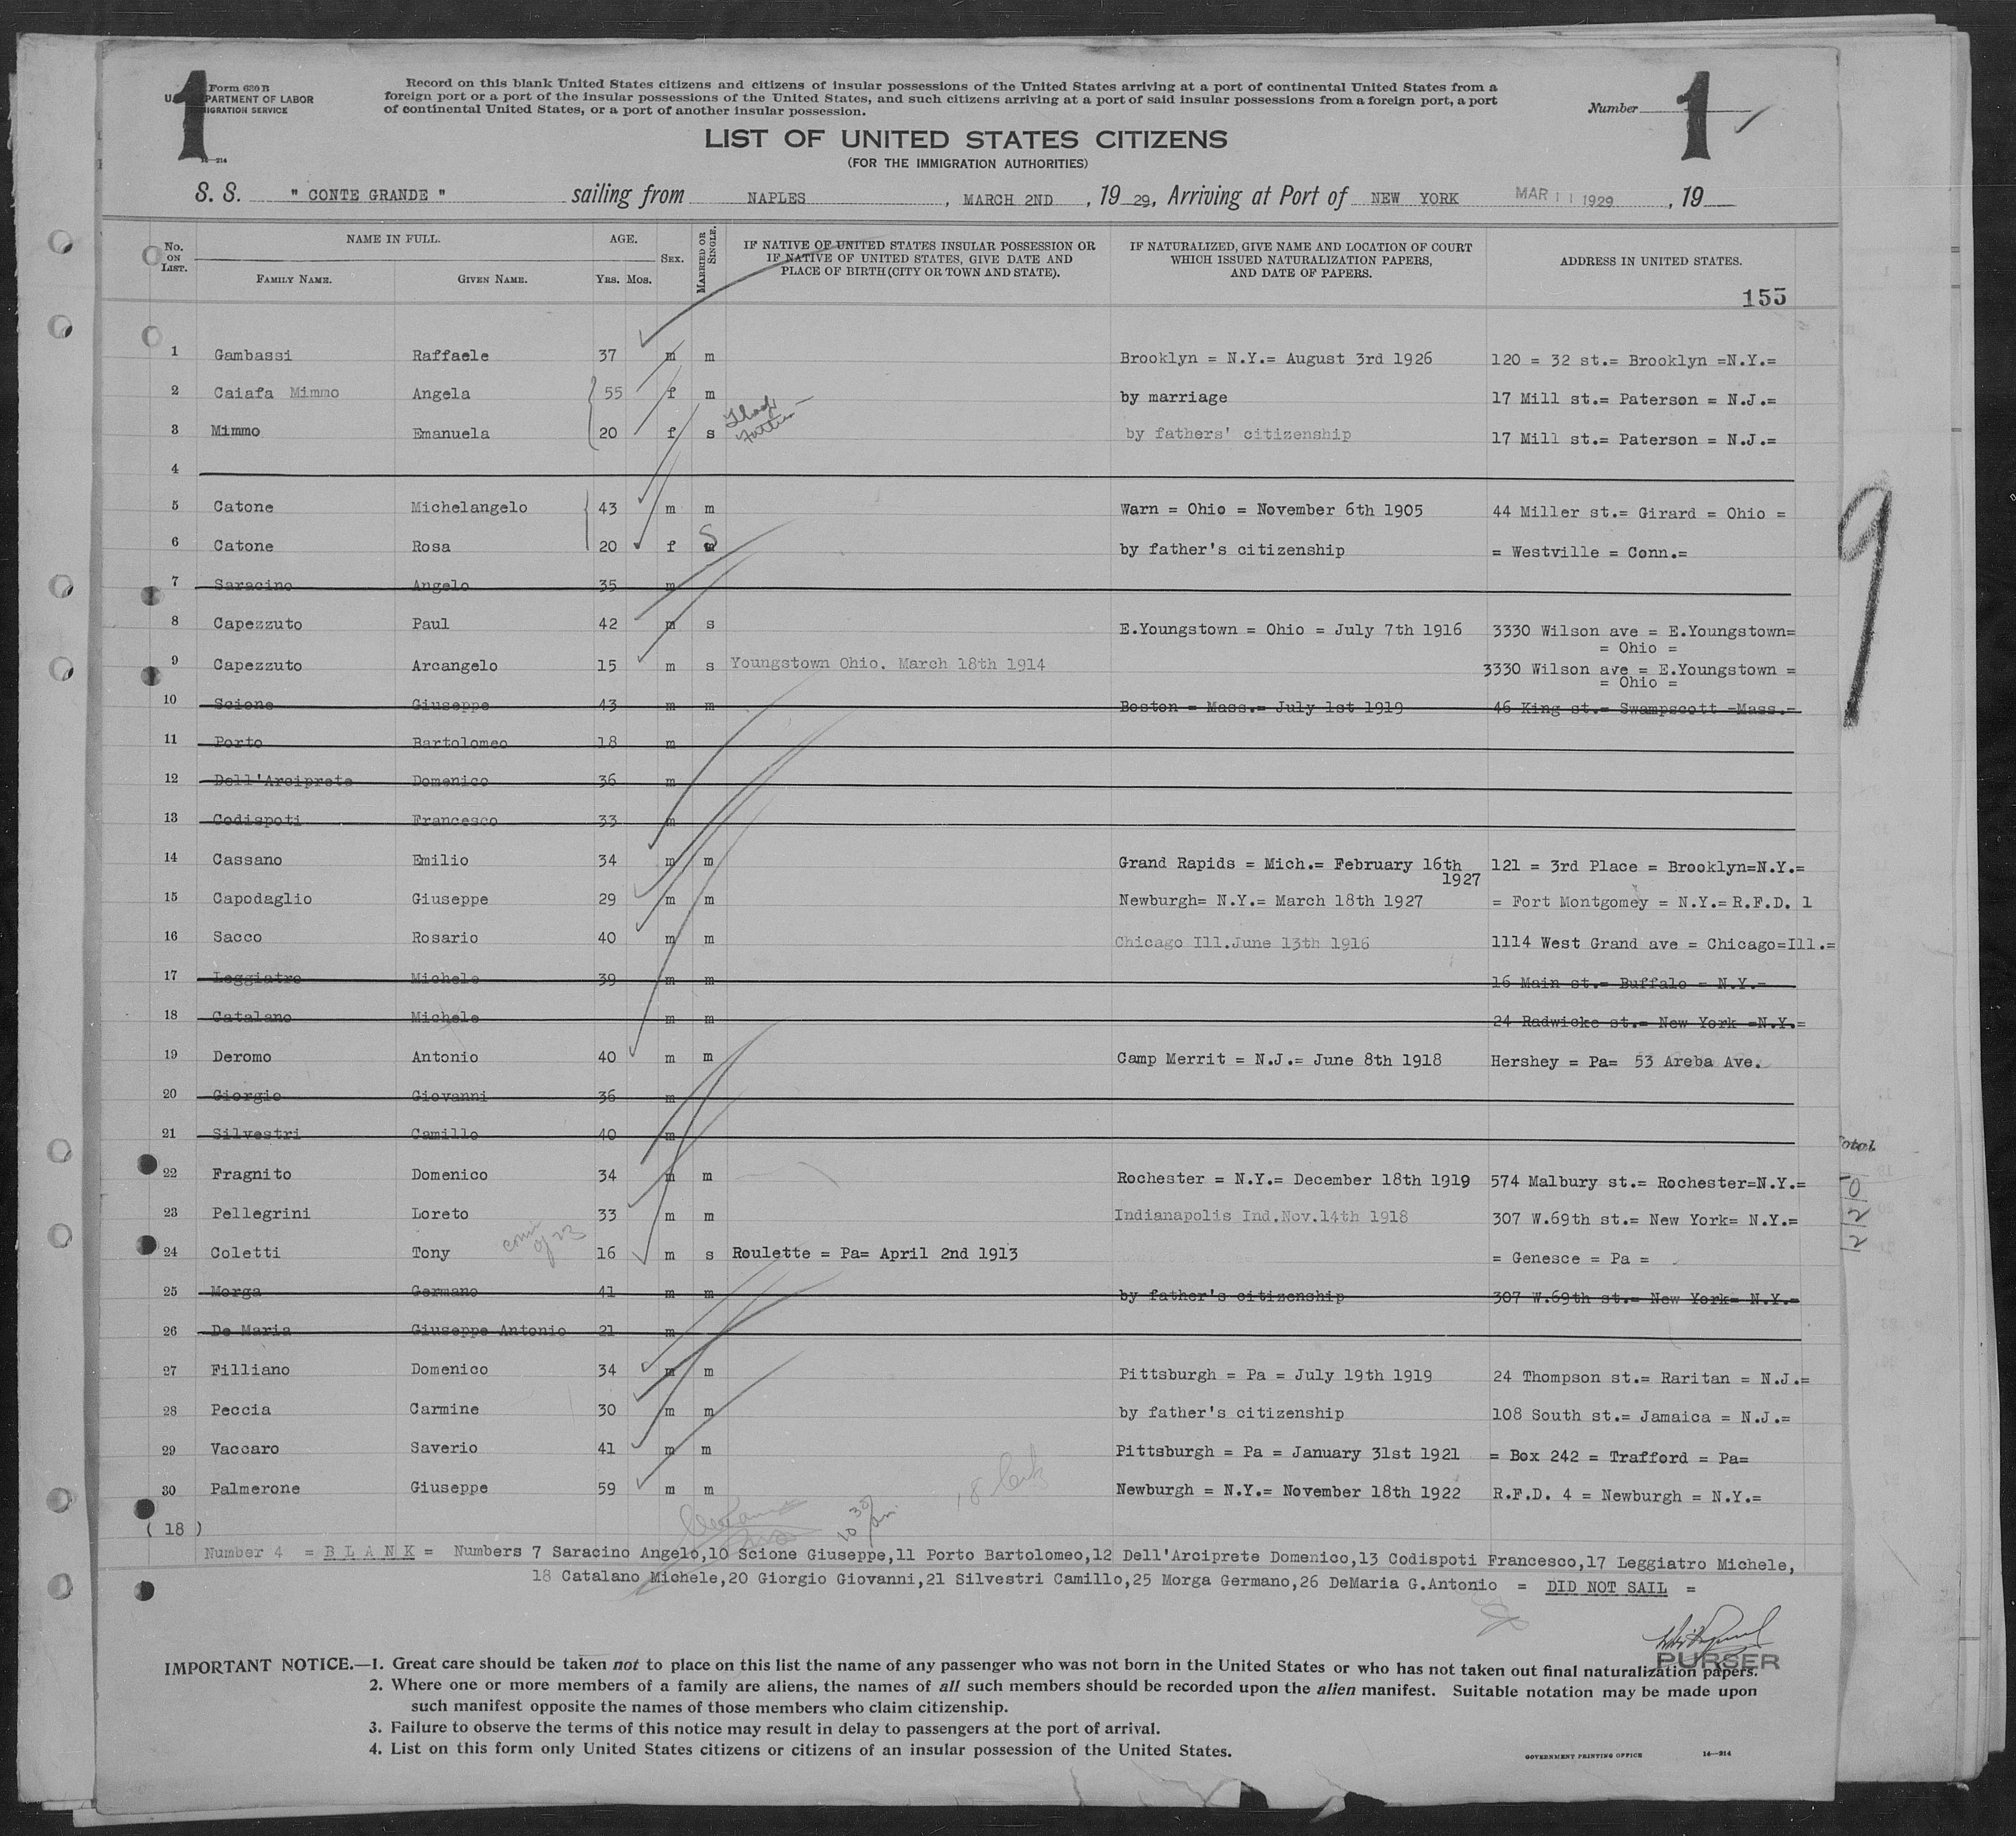 1
Form 630 B
U. DEPARTMENT OF LABOR
IMMIGRATION SERVICE
14—214
Record on this blank United States citizens and citizens of insular possessions of the United States arriving at a port of continental United States from a
foreign port or a port of the insular possessions of the United States, and such citizens arriving at a port of said insular possessions from a foreign port, a port
of continental United States, or a port of another insular possession.
Number 1
LIST OF UNITED STATES CITIZENS
(FOR THE IMMIGRATION AUTHORITIES)
S. S. " CONTE GRANDE " sailing from NAPLES, MARCH 2ND, 19 29, Arriving at Port of NEW YORK MAR 11 1929, 19
No. ON LIST. NAME IN FULL. FAMILY NAME. GIVEN NAME. AGE. YRS. MOS. SEX. MARRIED OR SINGLE. IF NATIVE OF UNITED STATES INSULAR POSSESSION OR IF NATIVE OF UNITED STATES, GIVE DATE AND PLACE OF BIRTH (CITY OR TOWN AND STATE). IF NATURALIZED, GIVE NAME AND LOCATION OF COURT WHICH ISSUED NATURALIZATION PAPERS, AND DATE OF PAPERS. ADDRESS IN UNITED STATES.
155
1 Gambassi Raffaele 37 m m Brooklyn = N.Y.= August 3rd 1926 120 = 32 st.= Brooklyn =N.Y.=
2 Caiafa Mimmo Angela 55 f m by marriage 17 Mill st.= Paterson = N.J.=
3 Mimmo Emanuela 20 f s by fathers' citizenship 17 Mill st.= Paterson = N.J.=
4
5 Catone Michelangelo 43 m m Warn = Ohio = November 6th 1905 44 Miller st.= Girard = Ohio =
6 Catone Rosa 20 f m S by father's citizenship = Westville = Conn.=
7 Saracino Angelo 35 m
8 Capezzuto Paul 42 m s E.Youngstown = Ohio = July 7th 1916 3330 Wilson ave = E.Youngstown=
= Ohio =
9 Capezzuto Arcangelo 15 m s Youngstown Ohio. March 18th 1914 3330 Wilson ave = E.Youngstown =
= Ohio =
10 Scione Giuseppe 43 m m Boston = Mass.= July 1st 1919 46 King st.= Swampscott =Mass.=
11 Porto Bartolomeo 18 m
12 Dell'Arciprete Domenico 36 m
13 Codispoti Francesco 33 m
14 Cassano Emilio 34 m m Grand Rapids = Mich.= February 16th 121 = 3rd Place = Brooklyn=N.Y.=
1927
15 Capodaglio Giuseppe 29 m m Newburgh= N.Y.= March 18th 1927 = Fort Montgomey = N.Y.= R.F.D. 1
16 Sacco Rosario 40 m m Chicago Ill.June 13th 1916 1114 West Grand ave = Chicago=Ill.=
17 Leggiatro Michele 39 m m 16 Main st.= Buffalo = N.Y.=
18 Catalano Michele m m 24 Radwicke st.= New York =N.Y.=
19 Deromo Antonio 40 m m Camp Merrit = N.J.= June 8th 1918 Hershey = Pa= 53 Areba Ave.
20 Giorgio Giovanni 36 m
21 Silvestri Camillo 40 m
22 Fragnito Domenico 34 m m Rochester = N.Y.= December 18th 1919 574 Malbury st.= Rochester=N.Y.=
23 Pellegrini Loreto 33 m m Indianapolis Ind.Nov.14th 1918 307 W.69th st.= New York= N.Y.=
24 Coletti Tony of 23 16 m s Roulette = Pa= April 2nd 1913 = Genesce = Pa =
25 Morga Germano 41 m m by father's citizenship 307 W.69th st.= New York= N.Y.=
26 De Maria Giuseppe Antonio 21 m
27 Filliano Domenico 34 m m Pittsburgh = Pa = July 19th 1919 24 Thompson st.= Raritan = N.J.=
28 Peccia Carmine 30 m m by father's citizenship 108 South st.= Jamaica = N.J.=
29 Vaccaro Saverio 41 m m Pittsburgh = Pa = January 31st 1921 = Box 242 = Trafford = Pa=
30 Palmerone Giuseppe 59 m m Newburgh = N.Y.= November 18th 1922 R.F.D. 4 = Newburgh = N.Y.=
( 18 )
Number 4 = B L A N K = Numbers 7 Saracino Angelo,10 Scione Giuseppe,11 Porto Bartolomeo,12 Dell'Arciprete Domenico,13 Codispoti Francesco,17 Leggiatro Michele,
18 Catalano Michele,20 Giorgio Giovanni,21 Silvestri Camillo,25 Morga Germano,26 DeMaria G.Antonio = DID NOT SAIL =
PURSER
IMPORTANT NOTICE.—1. Great care should be taken not to place on this list the name of any passenger who was not born in the United States or who has not taken out final naturalization papers.
2. Where one or more members of a family are aliens, the names of all such members should be recorded upon the alien manifest. Suitable notation may be made upon
such manifest opposite the names of those members who claim citizenship.
3. Failure to observe the terms of this notice may result in delay to passengers at the port of arrival.
4. List on this form only United States citizens or citizens of an insular possession of the United States.
GOVERNMENT PRINTING OFFICE 14—214
9